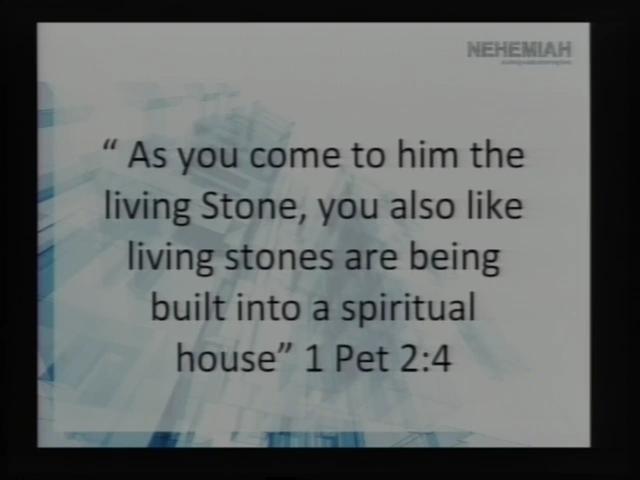 NEHEMIAH
“ As you come to him the
living Stone, you also like
living stones are being
built into a spiritual
house” 1 Pet 2:4